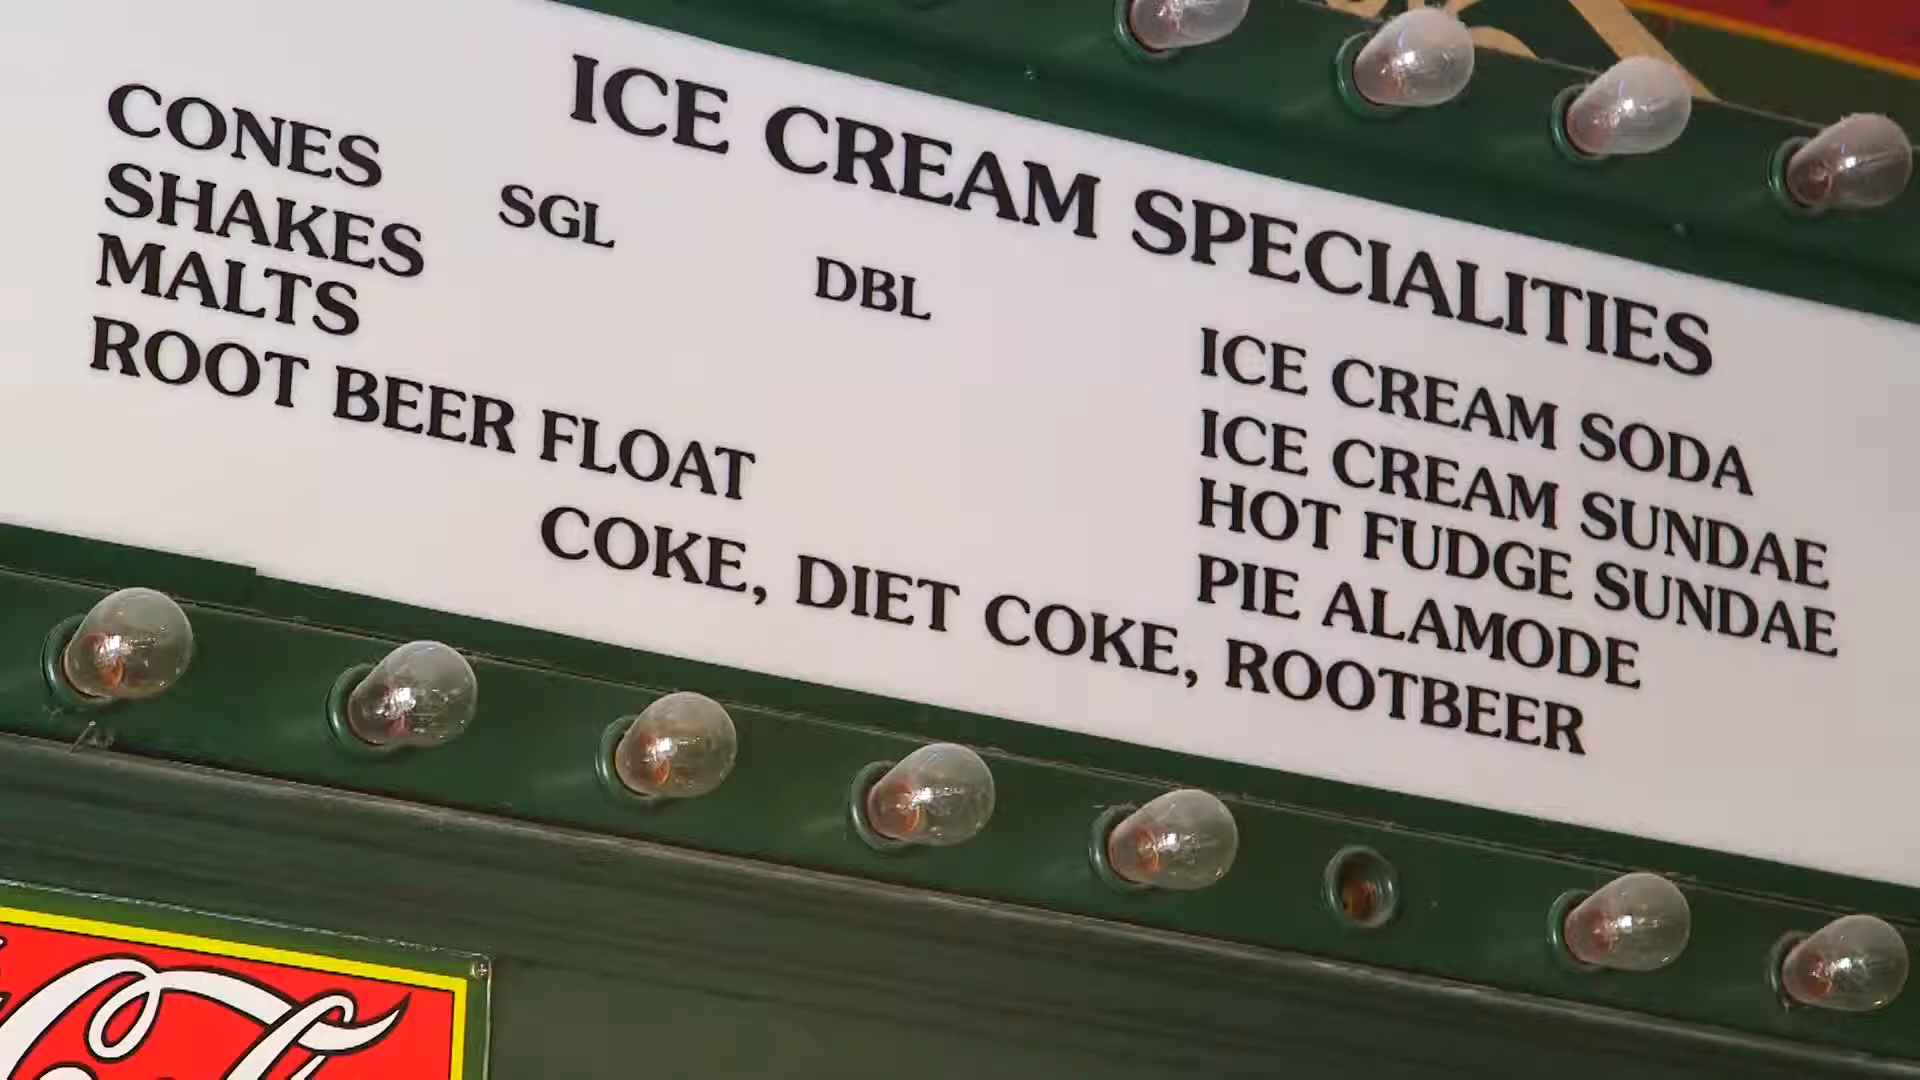 ICE CREAM SPECIALITIES
CONES SGL DBL
SHAKES
MALTS
ROOT BEER FLOAT
ICE CREAM SODA
ICE CREAM SUNDAE
HOT FUDGE SUNDAE
PIE ALAMODE
COKE, DIET COKE, ROOTBEER